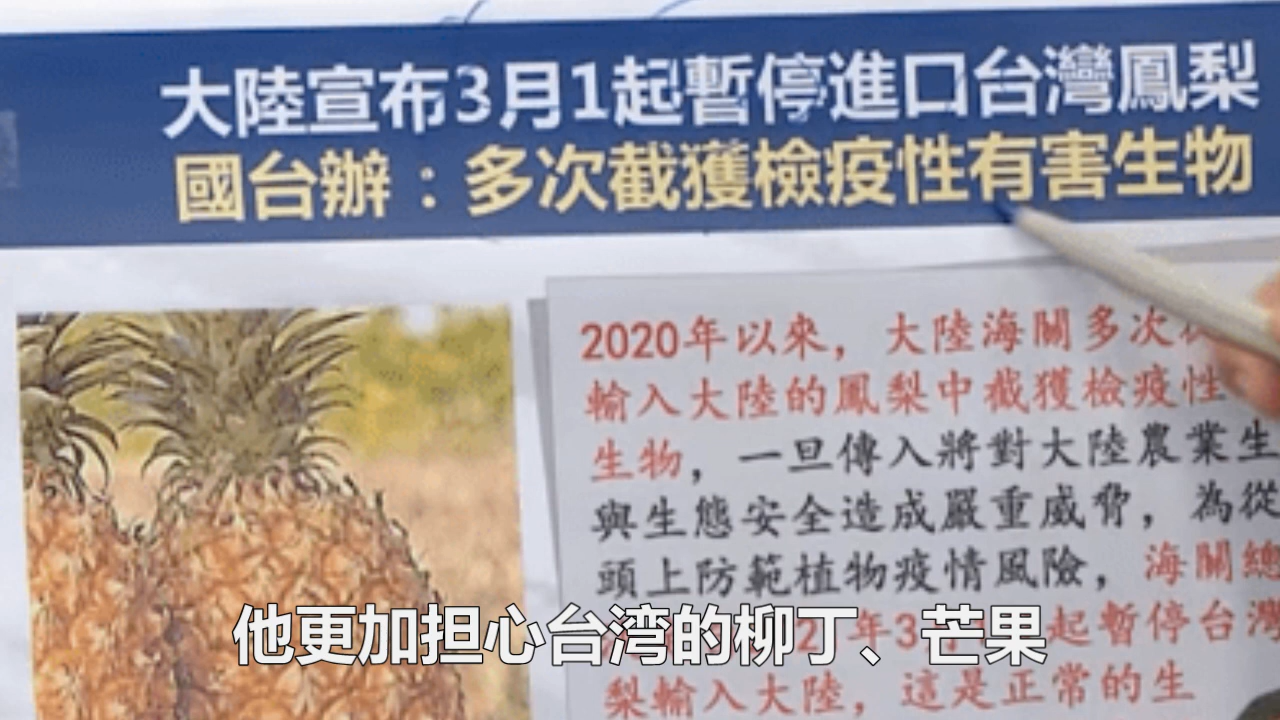 大陸宣布3月1起暫停進口台灣鳳梨
國台辦：多次截獲檢疫性有害生物
2020年以來，大陸海關多次
輸入大陸的鳳梨中截獲檢疫性
生物，一旦傳入將對大陸農業生
與生態安全造成嚴重威脅，為從
頭上防範植物疫情風險，海關總
年3 起暫停台灣
梨輸入大陸，這是正常的生
他更加担心台湾的柳丁、芒果